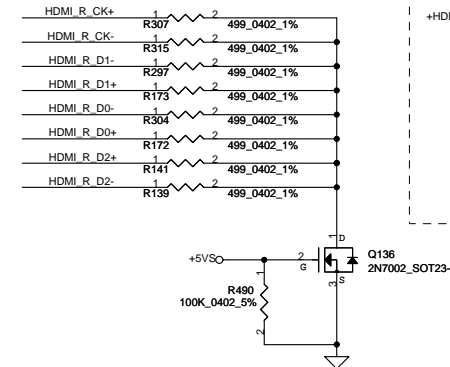 HDMI_R_CK+ 1 2
R307 499_0402_1%
HDMI_R_CK- 1 2
R315 499_0402_1%
HDMI_R_D1- 1 2
R297 499_0402_1%
HDMI_R_D1+ 1 2
R173 499_0402_1%
HDMI_R_D0- 1 2
R304 499_0402_1%
HDMI_R_D0+ 1 2
R172 499_0402_1%
HDMI_R_D2+ 1 2
R141 499_0402_1%
HDMI_R_D2- 1 2
R139 499_0402_1%
+HD
1 D
Q136
+5VS 2 G
2N7002_SOT23-
3 S
1
R490
100K_0402_5%
2